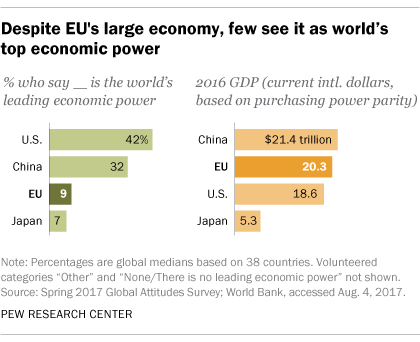 Despite EU's large economy, few see it as world's
top economic power
% who say __ is the world's
leading economic power
U.S. 42%
China 32
EU 9
Japan 7
2016 GDP (current intl. dollars,
based on purchasing power parity)
China $21.4 trillion
EU 20.3
U.S. 18.6
Japan 5.3
Note: Percentages are global medians based on 38 countries. Volunteered
categories “Other” and “None/There is no leading economic power” not shown.
Source: Spring 2017 Global Attitudes Survey; World Bank, accessed Aug. 4, 2017.
PEW RESEARCH CENTER